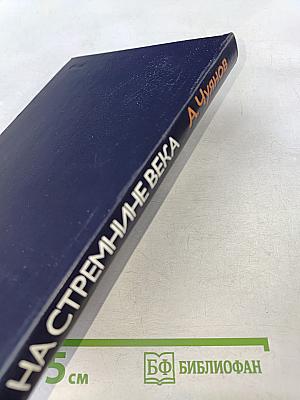 А. Чуянов
НА СТРЕМНИНЕ ВЕКА
5 см
БФ БИБЛИОФАН